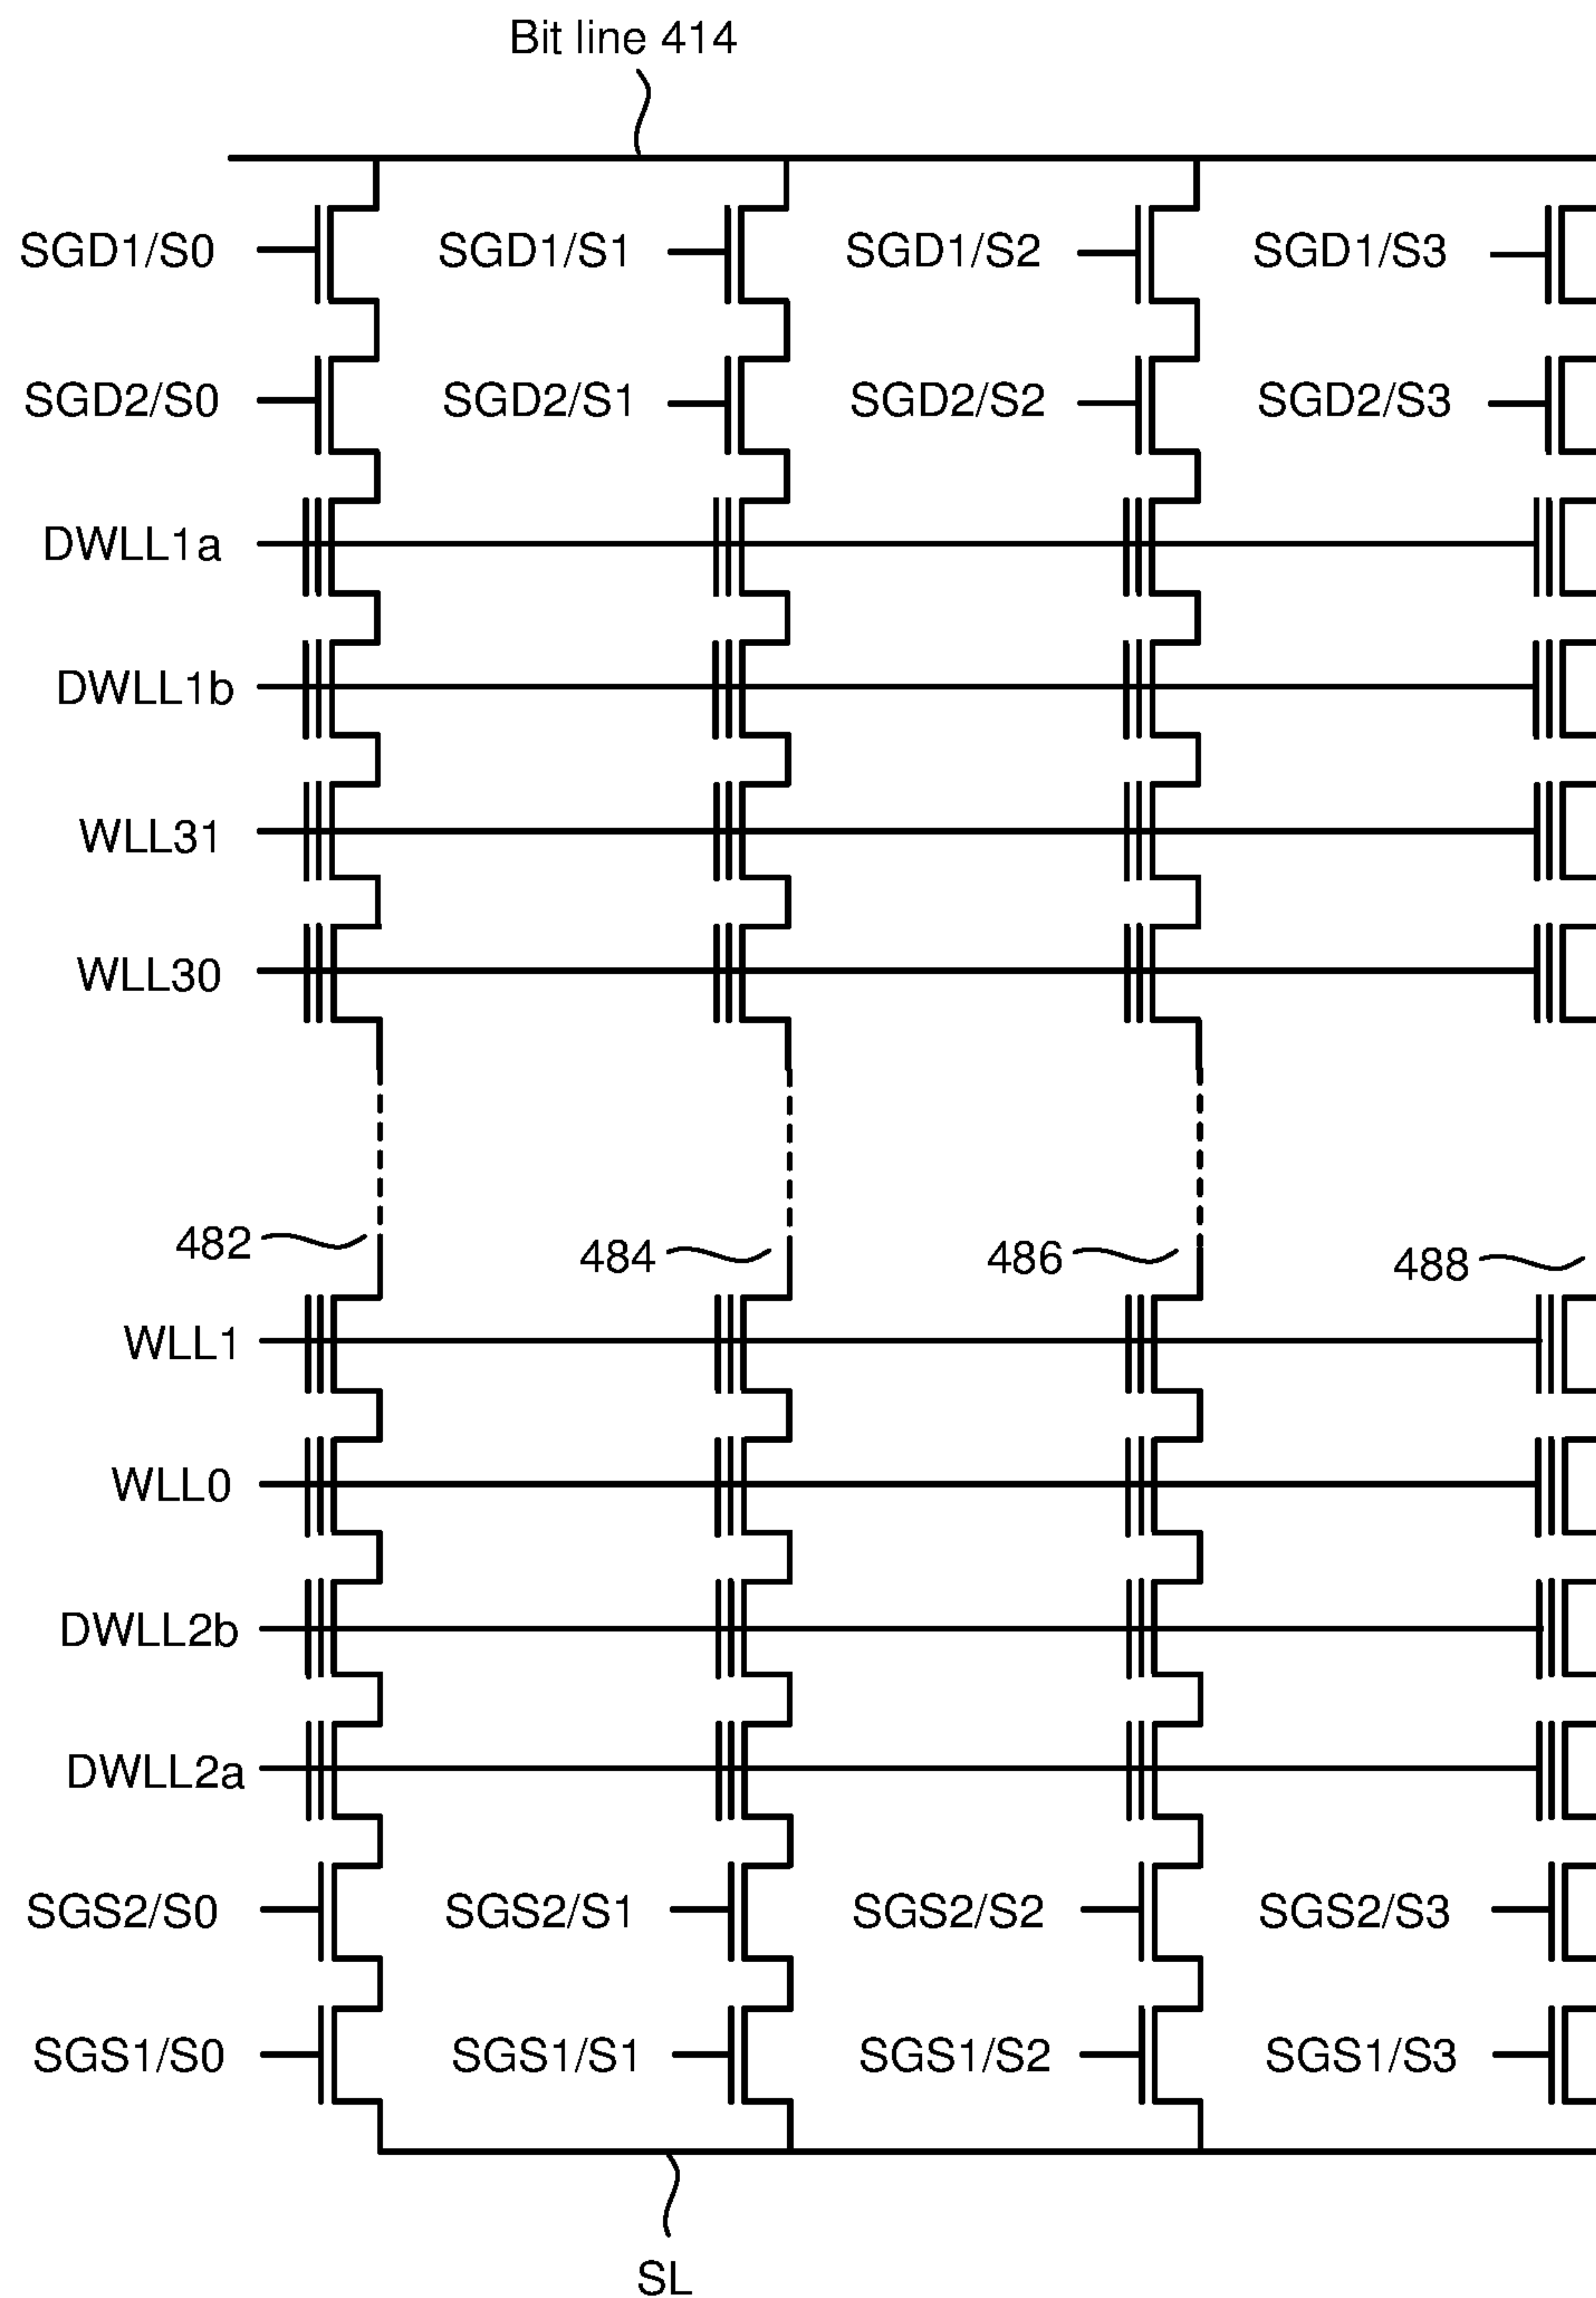 Bit line 414
SGD1/S0 SGD1/S1 SGD1/S2 SGD1/S3
SGD2/S0 SGD2/S1 SGD2/S2 SGD2/S3
DWLL1a
DWLL1b
WLL31
WLL30
482 484 486 488
WLL1
WLL0
DWLL2b
DWLL2a
SGS2/S0 SGS2/S1 SGS2/S2 SGS2/S3
SGS1/S0 SGS1/S1 SGS1/S2 SGS1/S3
SL